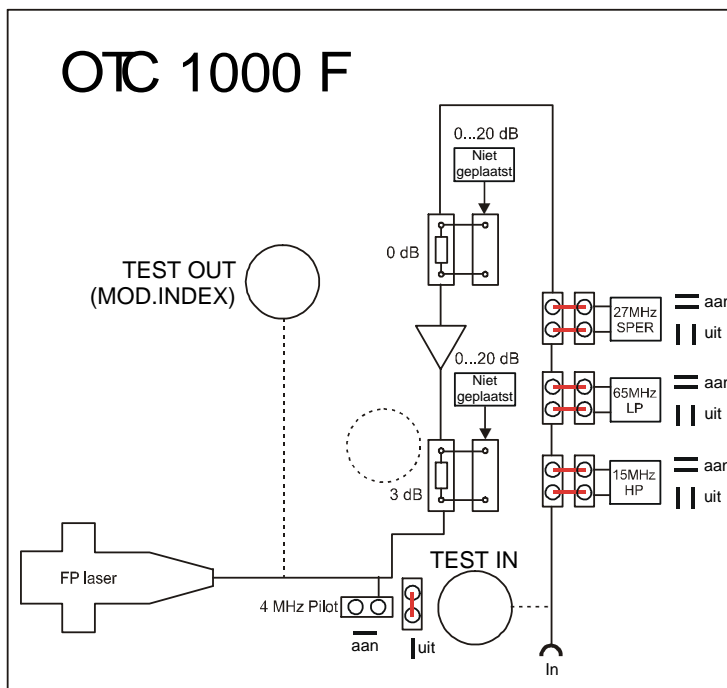 OTC 1000 F
0...20 dB
Niet
geplaatst
0 dB
TEST OUT
(MOD.INDEX)
27MHz
SPER
aan
uit
0...20 dB
Niet
geplaatst
65MHz
LP
aan
uit
3 dB
15MHz
HP
aan
uit
FP laser
TEST IN
4 MHz Pilot
aan
uit
In